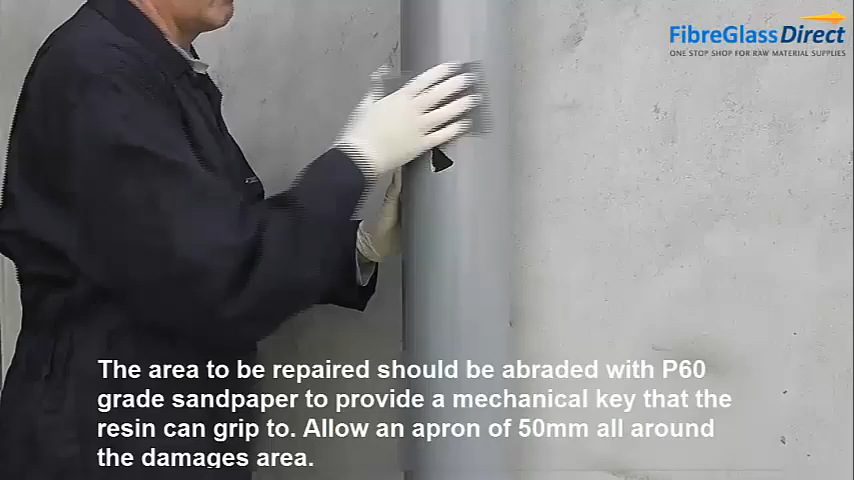 FibreGlassDirect
ONE STOP SHOP FOR RAW MATERIAL SUPPLIES
The area to be repaired should be abraded with P60
grade sandpaper to provide a mechanical key that the
resin can grip to. Allow an apron of 50mm all around
the damages area.